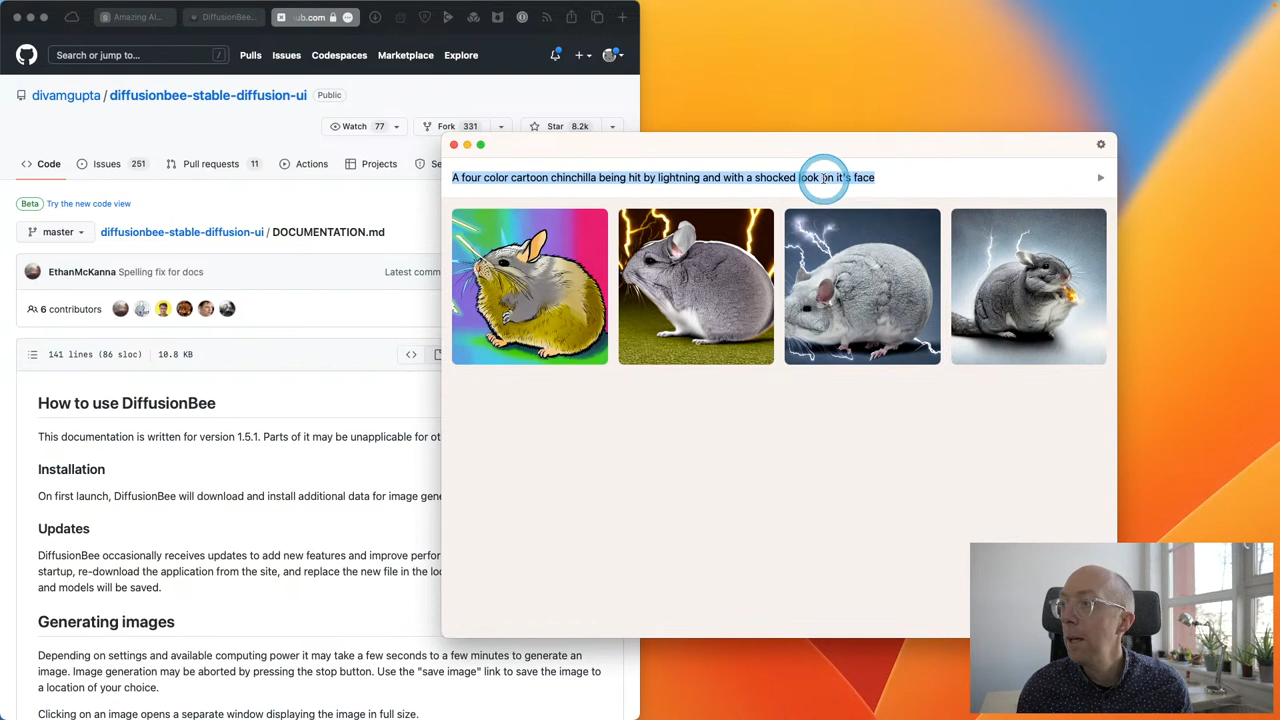 Amazing AI...
DiffusionBee...
ub.com
Search or jump to...
/
Pulls
Issues
Codespaces
Marketplace
Explore
divamgupta / diffusionbee-stable-diffusion-ui
Public
Watch 77
Fork 331
Star 8.2k
Code
Issues 251
Pull requests 11
Actions
Projects
Se
Beta Try the new code view
master
diffusionbee-stable-diffusion-ui / DOCUMENTATION.md
EthanMcKanna Spelling fix for docs
Latest comm
6 contributors
141 lines (86 sloc) 10.8 KB
How to use DiffusionBee
This documentation is written for version 1.5.1. Parts of it may be unapplicable for ot
Installation
On first launch, DiffusionBee will download and install additional data for image gene
Updates
DiffusionBee occasionally receives updates to add new features and improve perfor
startup, re-download the application from the site, and replace the new file in the loc
and models will be saved.
Generating images
Depending on settings and available computing power it may take a few seconds to a few minutes to generate an
image. Image generation may be aborted by pressing the stop button. Use the "save image" link to save the image to
a location of your choice.
Clicking on an image opens a separate window displaying the image in full size.
A four color cartoon chinchilla being hit by lightning and with a shocked look on it's face